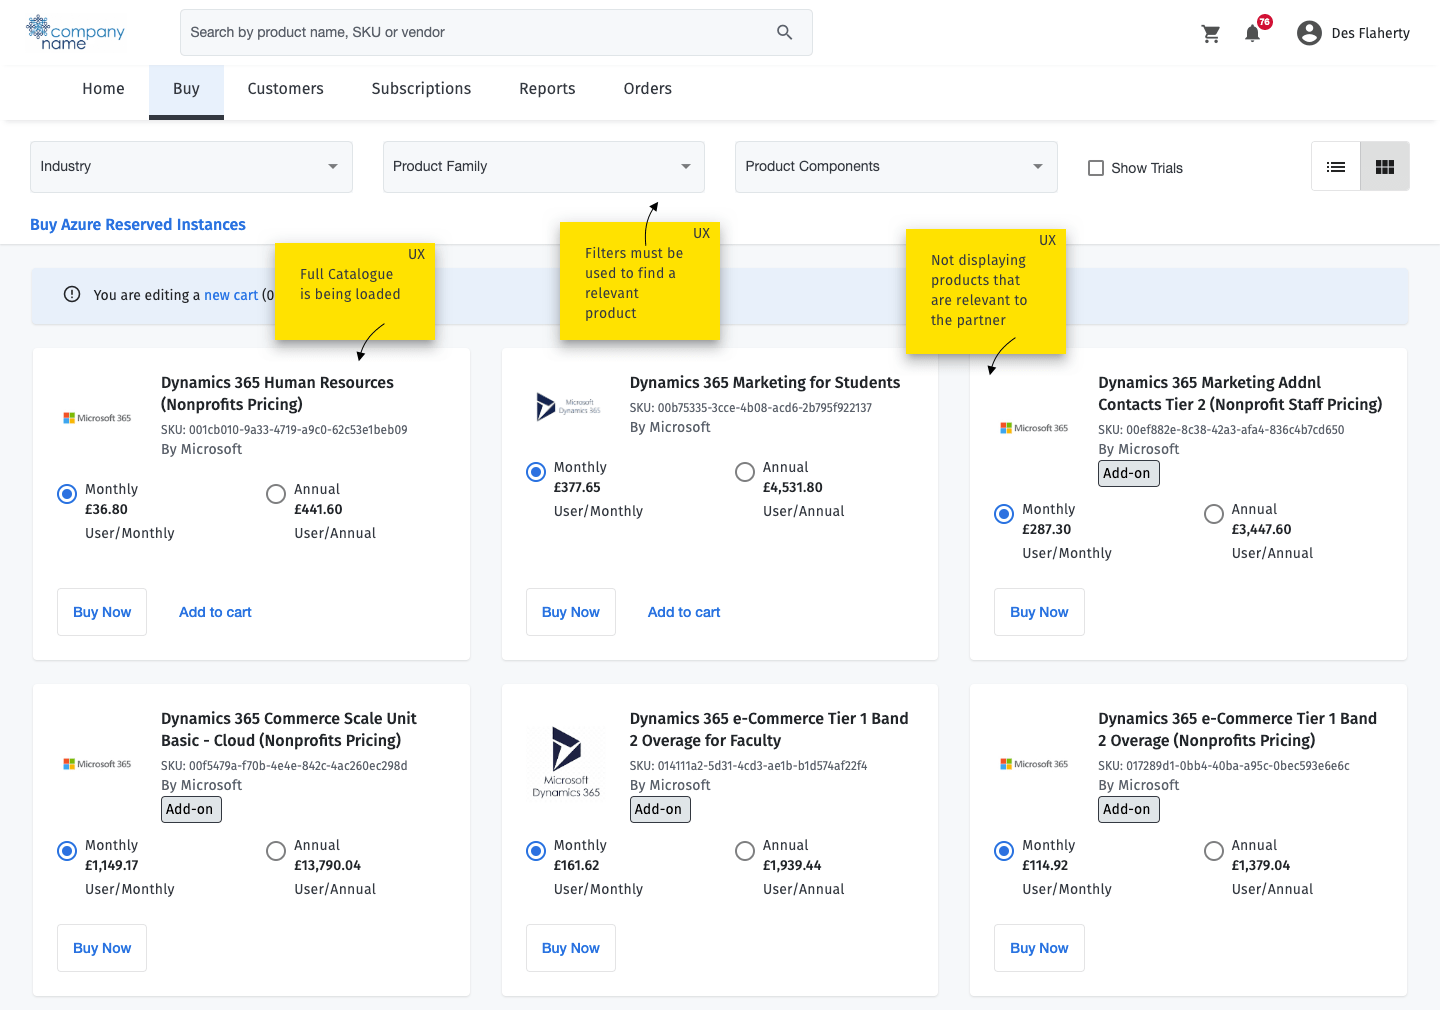 company
name
Search by product name, SKU or vendor
76
Des Flaherty
Home
Buy
Customers
Subscriptions
Reports
Orders
Industry
Product Family
Product Components
Show Trials
Buy Azure Reserved Instances
UX
Full Catalogue
is being loaded
UX
Filters must be
used to find a
relevant
product
UX
Not displaying
products that
are relevant to
the partner
You are editing a new cart (0
Microsoft 365
Dynamics 365 Human Resources
(Nonprofits Pricing)
SKU: 001cb010-9a33-4719-a9c0-62c53e1beb09
By Microsoft
Monthly
£36.80
User/Monthly
Annual
£441.60
User/Annual
Buy Now
Add to cart
Microsoft
Dynamics 365
Dynamics 365 Marketing for Students
SKU: 00b75335-3cce-4b08-acd6-2b795f922137
By Microsoft
Monthly
£377.65
User/Monthly
Annual
£4,531.80
User/Annual
Buy Now
Add to cart
Microsoft 365
Dynamics 365 Marketing Addnl
Contacts Tier 2 (Nonprofit Staff Pricing)
SKU: 00ef882e-8c38-42a3-afa4-836c4b7cd650
By Microsoft
Add-on
Monthly
£287.30
User/Monthly
Annual
£3,447.60
User/Annual
Buy Now
Microsoft 365
Dynamics 365 Commerce Scale Unit
Basic - Cloud (Nonprofits Pricing)
SKU: 00f5479a-f70b-4e4e-842c-4ac260ec298d
By Microsoft
Add-on
Monthly
£1,149.17
User/Monthly
Annual
£13,790.04
User/Annual
Buy Now
Microsoft
Dynamics 365
Dynamics 365 e-Commerce Tier 1 Band
2 Overage for Faculty
SKU: 014111a2-5d31-4cd3-ae1b-b1d574af22f4
By Microsoft
Add-on
Monthly
£161.62
User/Monthly
Annual
£1,939.44
User/Annual
Buy Now
Microsoft 365
Dynamics 365 e-Commerce Tier 1 Band
2 Overage (Nonprofits Pricing)
SKU: 017289d1-0bb4-40ba-a95c-0bec593e6e6c
By Microsoft
Add-on
Monthly
£114.92
User/Monthly
Annual
£1,379.04
User/Annual
Buy Now